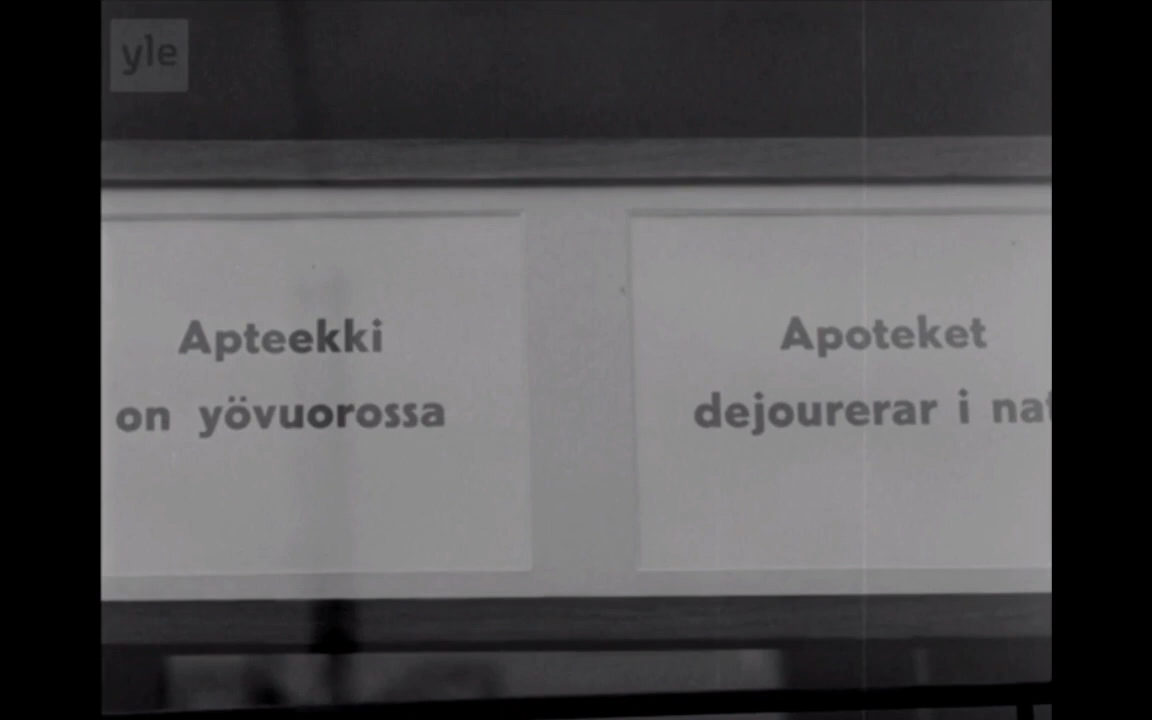 yle
Apteekki
on yövuorossa
Apoteket
dejourerar i